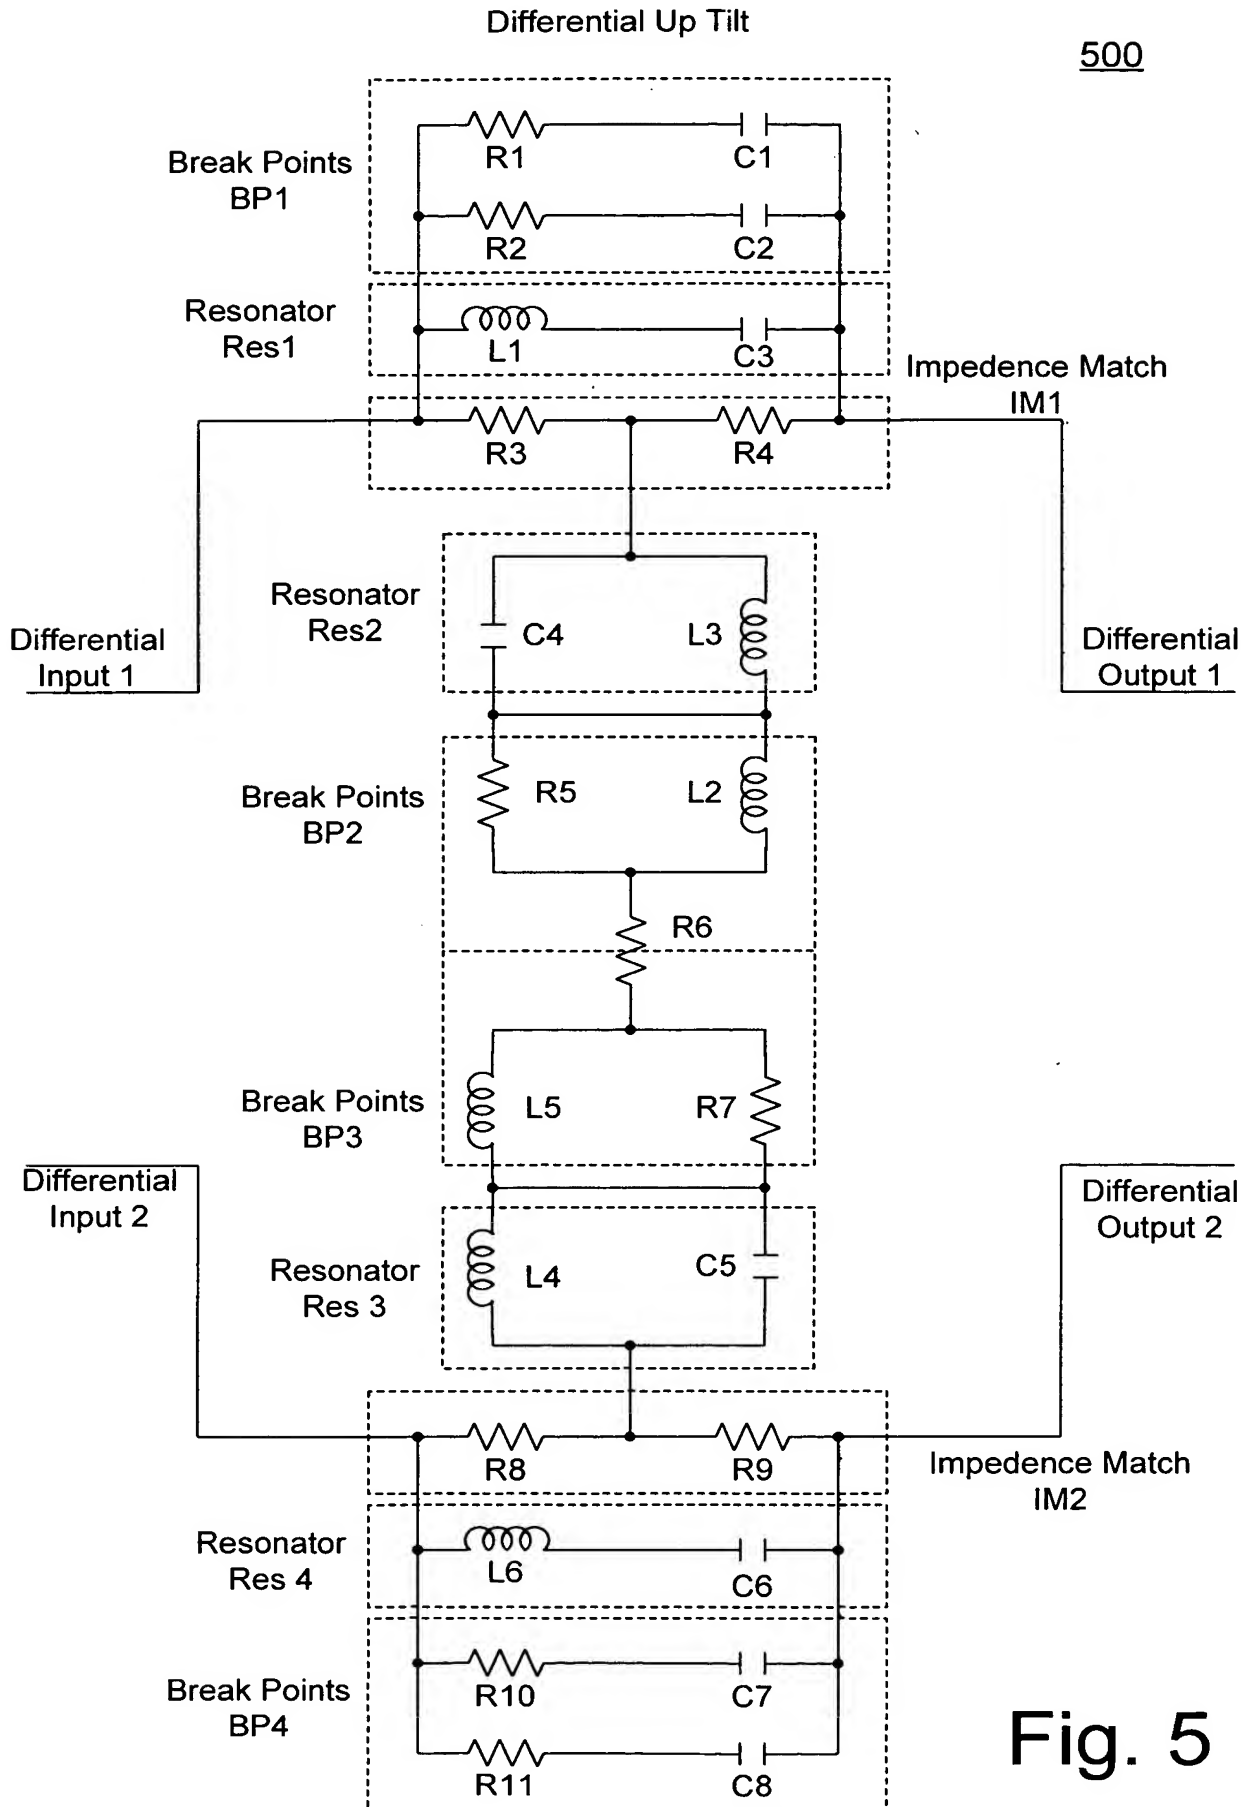 Differential Up Tilt
500
Break Points
BP1
R1
C1
R2
C2
Resonator
Res1
L1
C3
Impedence Match
IM1
R3
R4
Resonator
Res2
C4
L3
Differential
Input 1
Differential
Output 1
Break Points
BP2
R5
L2
R6
Break Points
BP3
L5
R7
Differential
Input 2
Differential
Output 2
Resonator
Res 3
L4
C5
R8
R9
Impedence Match
IM2
Resonator
Res 4
L6
C6
Break Points
BP4
R10
C7
R11
C8
Fig. 5